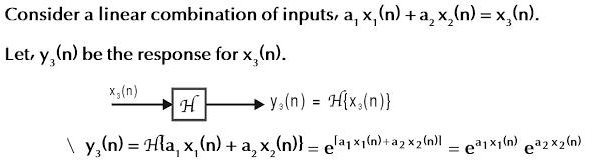 Consider a linear combination of inputs, a₁ x₁(n) + a₂ x₂(n) = x₃(n).
Let, y₃(n) be the response for x₃(n).
x₃(n) ℋ y₃(n) = ℋ{x₃(n)}
\ y₃(n) = ℋ{a₁ x₁(n) + a₂ x₂(n)} = e^[a₁ x₁(n) + a₂ x₂(n)] = e^a₁ x₁(n) e^a₂ x₂(n)